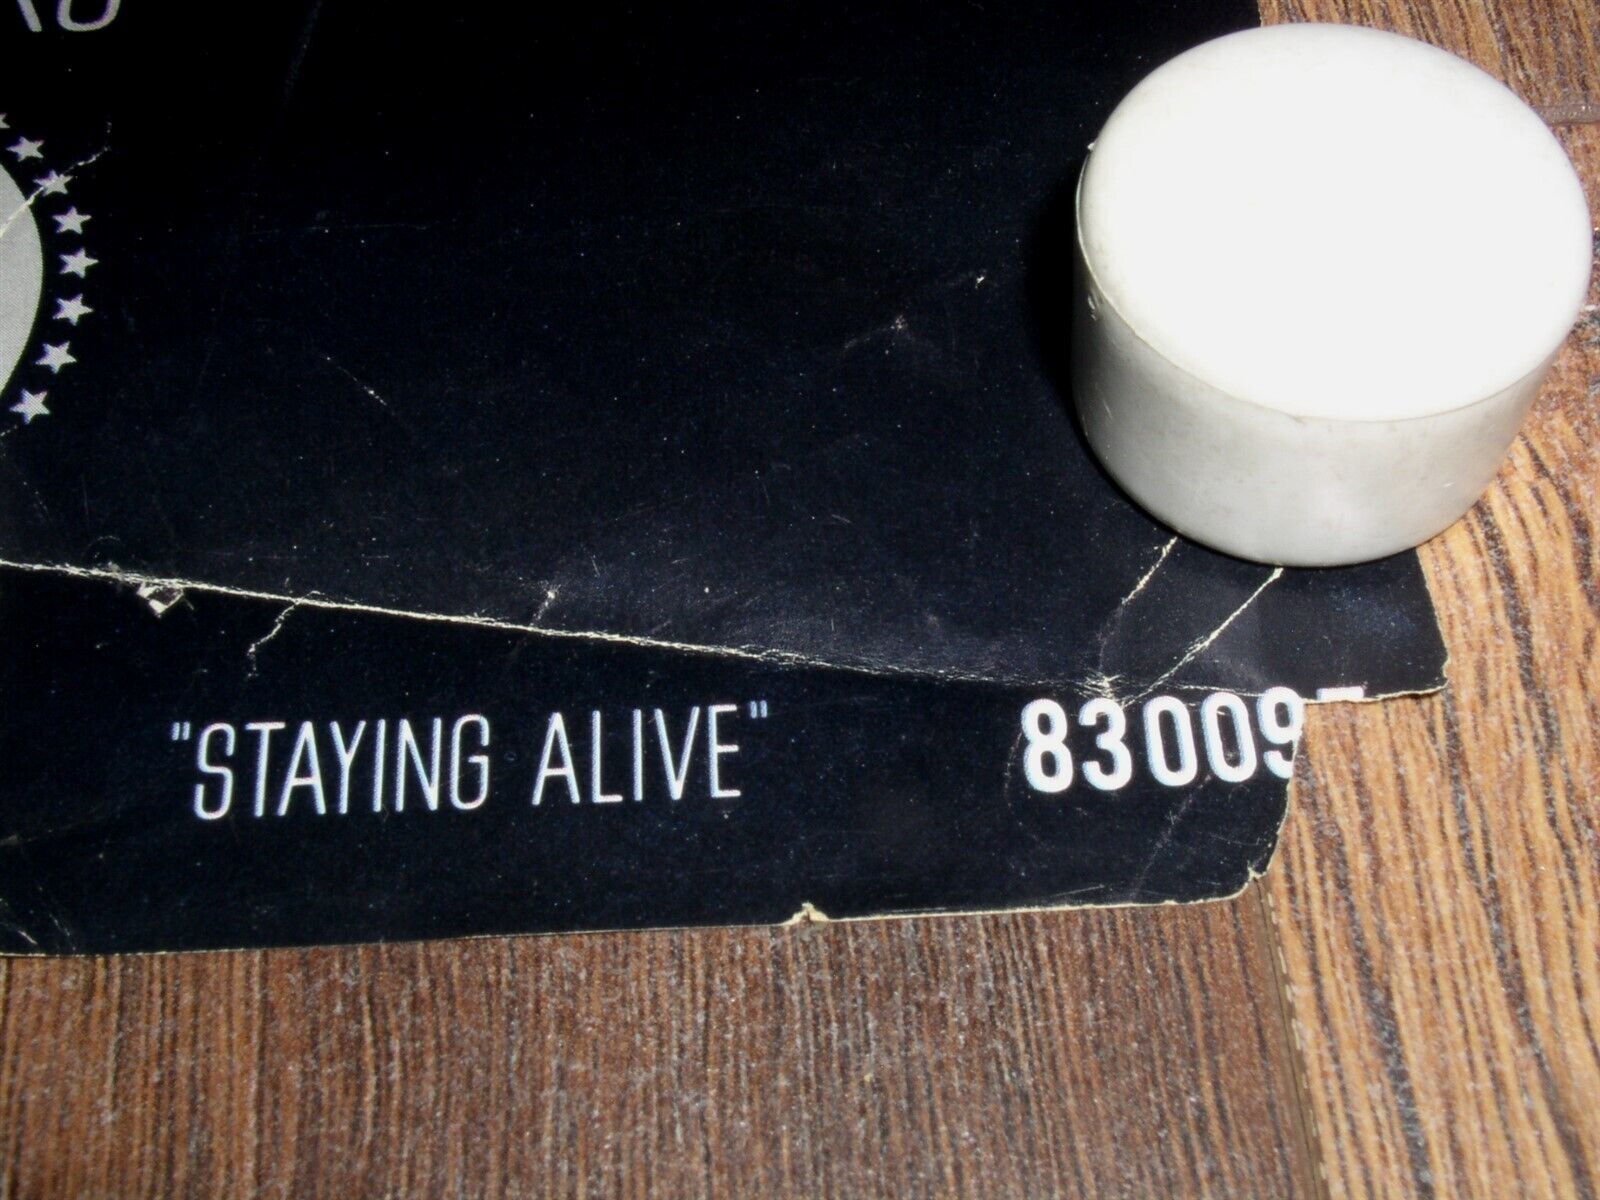 "STAYING ALIVE" 83009